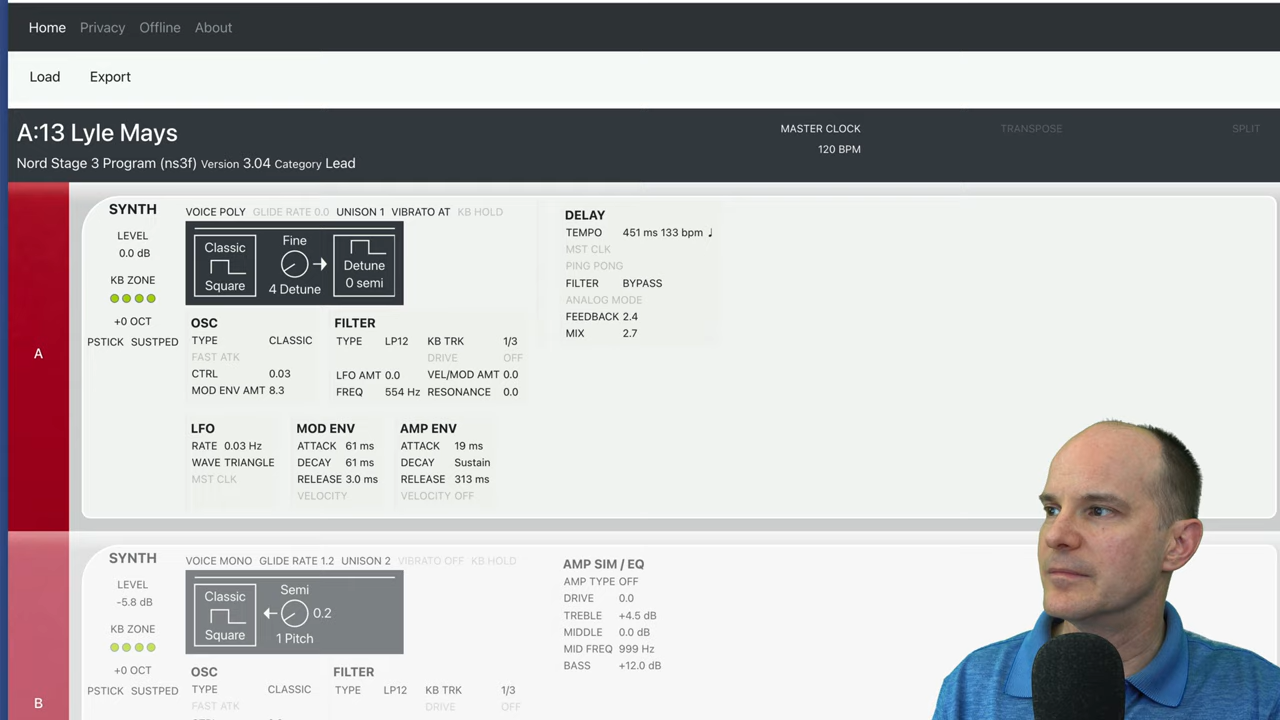 Home Privacy Offline About
Load Export
A:13 Lyle Mays
Nord Stage 3 Program (ns3f) Version 3.04 Category Lead
MASTER CLOCK
120 BPM
TRANSPOSE
SPLIT
A
SYNTH
LEVEL
0.0 dB
KB ZONE
+0 OCT
PSTICK SUSTPED
VOICE POLY GLIDE RATE 0.0 UNISON 1 VIBRATO AT KB HOLD
Classic
Square
Fine
4 Detune
Detune
0 semi
OSC
TYPE CLASSIC
FAST ATK
CTRL 0.03
MOD ENV AMT 8.3
FILTER
TYPE LP12 KB TRK 1/3
DRIVE OFF
LFO AMT 0.0 VEL/MOD AMT 0.0
FREQ 554 Hz RESONANCE 0.0
LFO
RATE 0.03 Hz
WAVE TRIANGLE
MST CLK
MOD ENV
ATTACK 61 ms
DECAY 61 ms
RELEASE 3.0 ms
VELOCITY
AMP ENV
ATTACK 19 ms
DECAY Sustain
RELEASE 313 ms
VELOCITY OFF
DELAY
TEMPO 451 ms 133 bpm ♩
MST CLK
PING PONG
FILTER BYPASS
ANALOG MODE
FEEDBACK 2.4
MIX 2.7
B
SYNTH
LEVEL
-5.8 dB
KB ZONE
+0 OCT
PSTICK SUSTPED
VOICE MONO GLIDE RATE 1.2 UNISON 2 VIBRATO OFF KB HOLD
Classic
Square
Semi
0.2
1 Pitch
OSC
TYPE CLASSIC
FAST ATK
FILTER
TYPE LP12 KB TRK 1/3
DRIVE OFF
AMP SIM / EQ
AMP TYPE OFF
DRIVE 0.0
TREBLE +4.5 dB
MIDDLE 0.0 dB
MID FREQ 999 Hz
BASS +12.0 dB